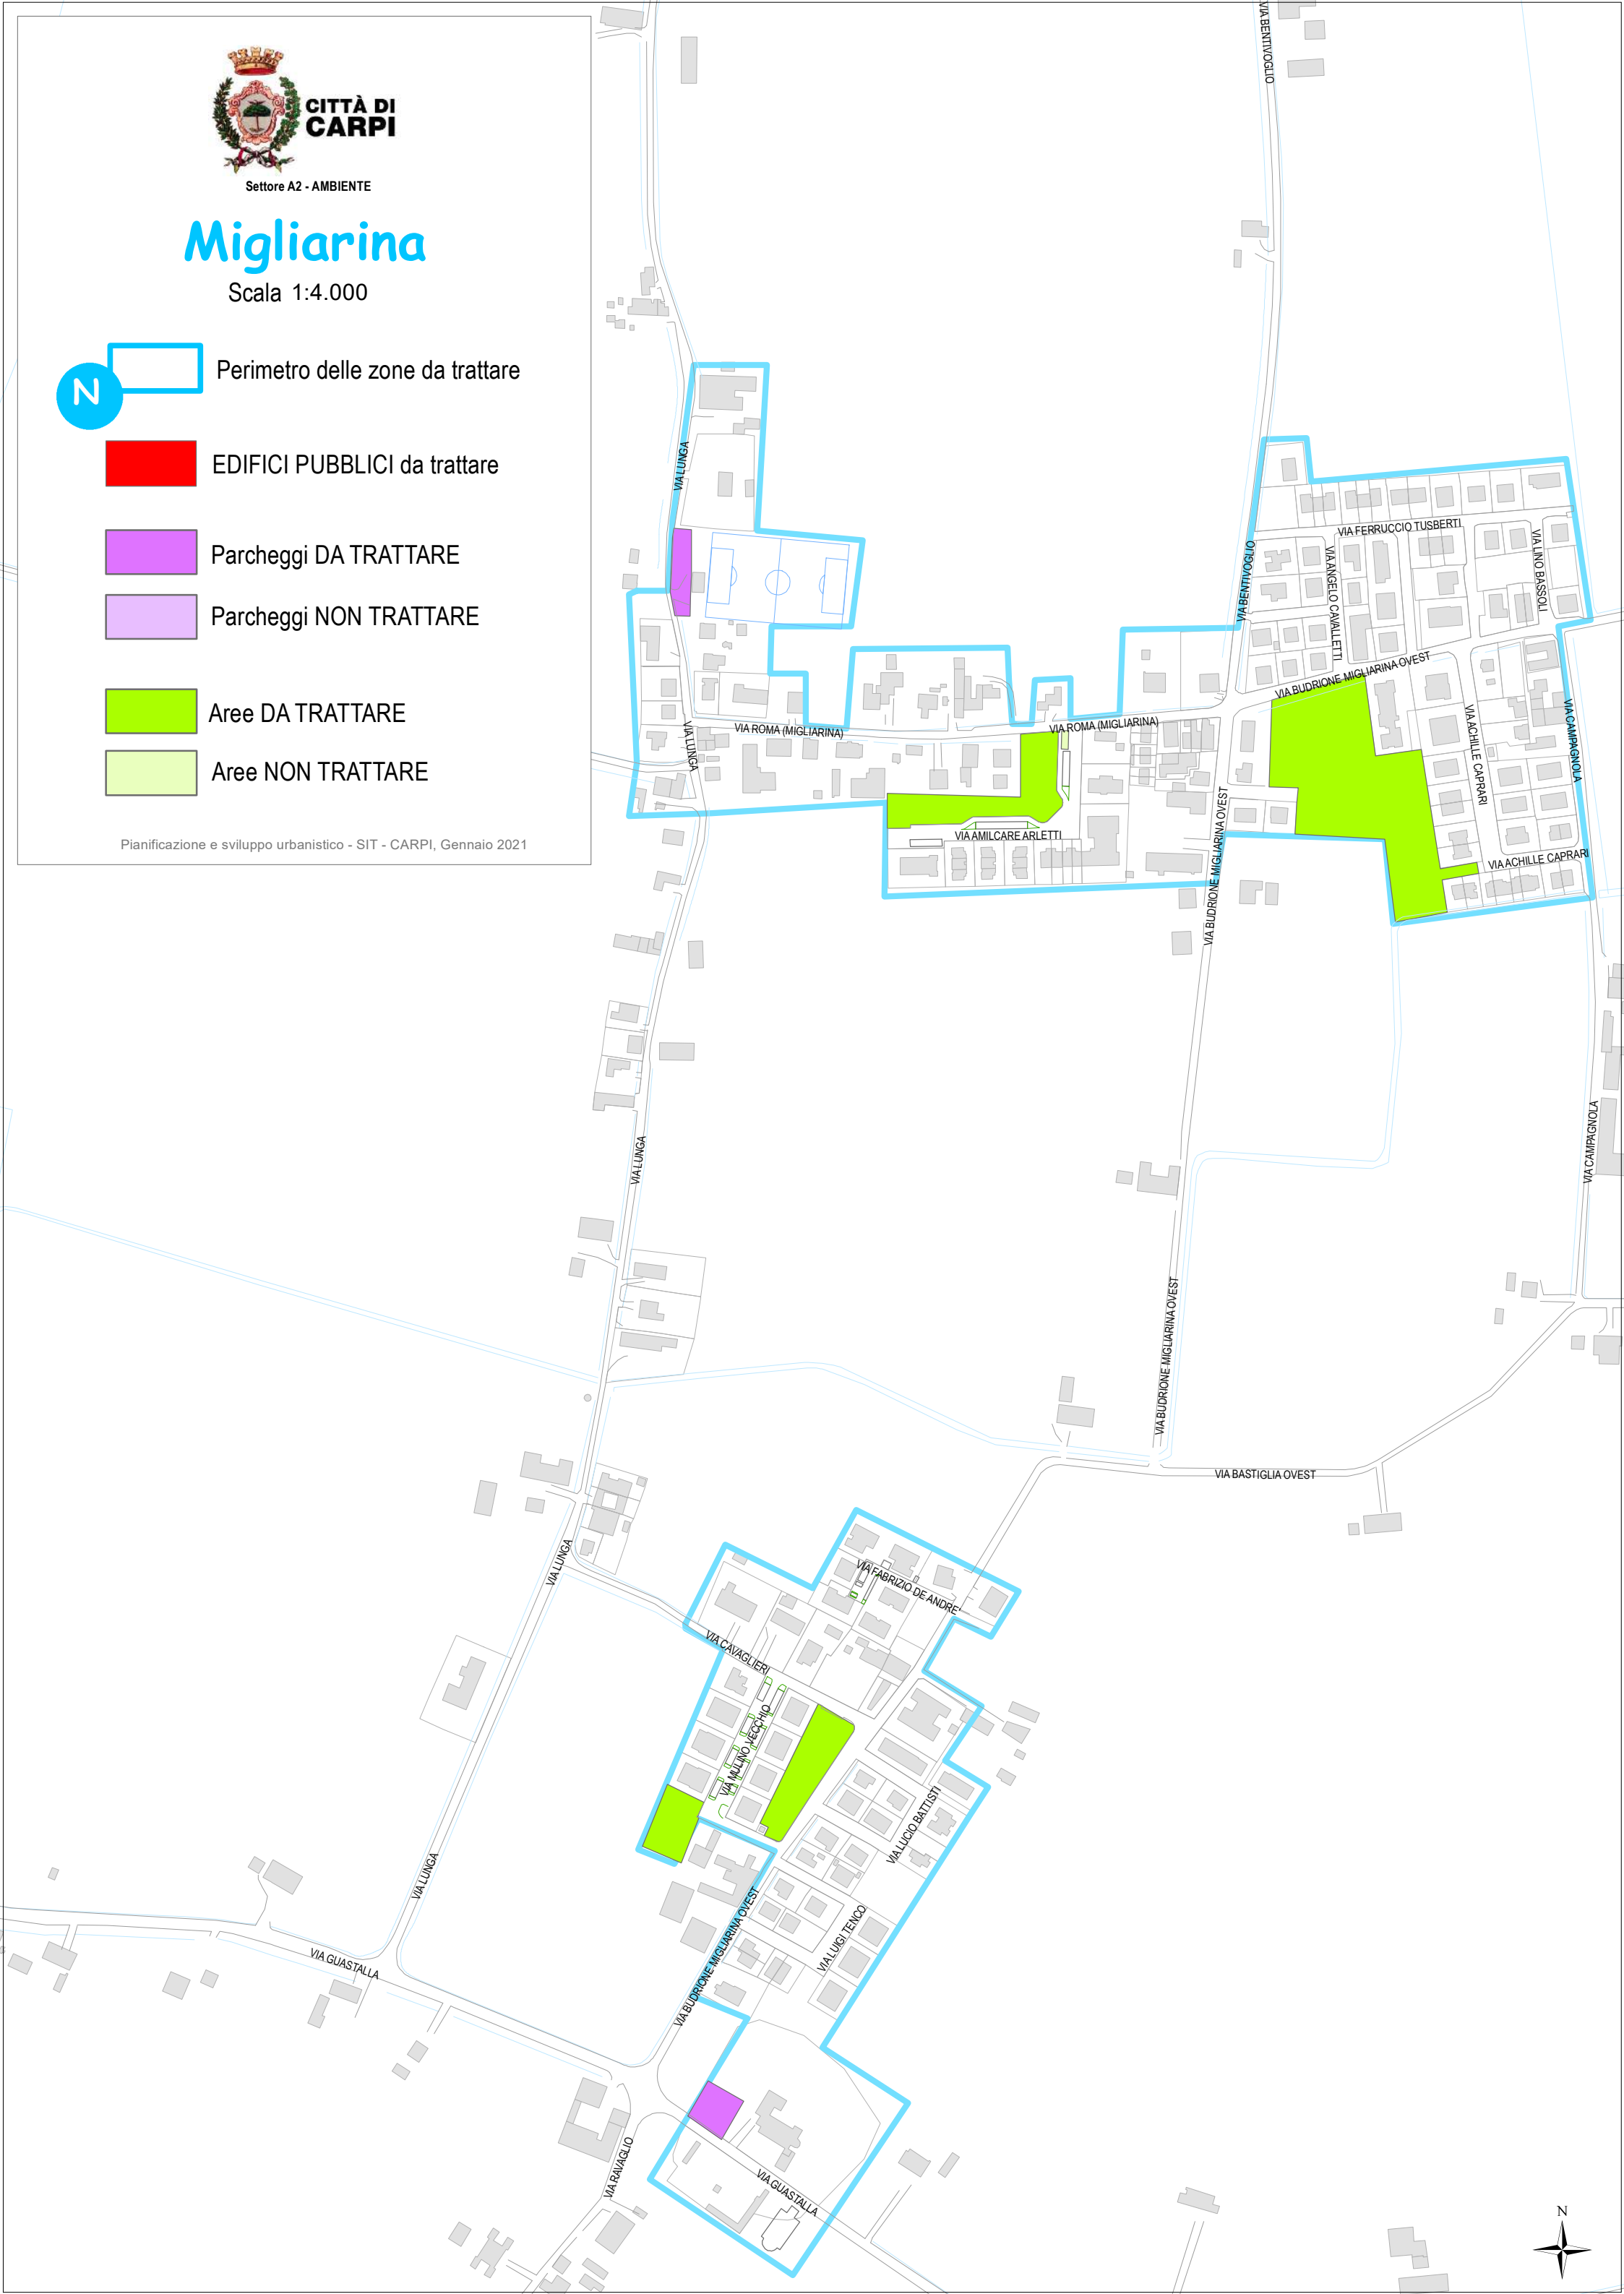 CITTÀ DI
CARPI
Settore A2 - AMBIENTE
Migliarina
Scala 1:4.000
N
Perimetro delle zone da trattare
EDIFICI PUBBLICI da trattare
Parcheggi DA TRATTARE
Parcheggi NON TRATTARE
Aree DA TRATTARE
Aree NON TRATTARE
Pianificazione e sviluppo urbanistico - SIT - CARPI, Gennaio 2021
VIA BENTIVOGLIO
VIA LUNGA
VIA FERRUCCIO TUSBERTI
VIA LINO BASSOLI
VIA ANGELO CAVALLETTI
VIA BENTIVOGLIO
VIA BUDRIONE MIGLIARINA OVEST
VIA ROMA (MIGLIARINA)
VIA ROMA (MIGLIARINA)
VIA LUNGA
VIA ACHILLE CAPRARI
VIA CAMPAGNOLA
VIA AMILCARE ARLETTI
VIA BUDRIONE MIGLIARINA OVEST
VIA ACHILLE CAPRARI
VIA LUNGA
VIA CAMPAGNOLA
VIA BUDRIONE MIGLIARINA OVEST
VIA BASTIGLIA OVEST
VIA LUNGA
VIA FABRIZIO DE ANDRE'
VIA CAVAGLIERI
VIA MULINO VECCHIO
VIA LUCIO BATTISTI
VIA LUNGA
VIA BUDRIONE MIGLIARINA OVEST
VIA LUIGI TENCO
VIA GUASTALLA
VIA RAVAGLIO
VIA GUASTALLA
N